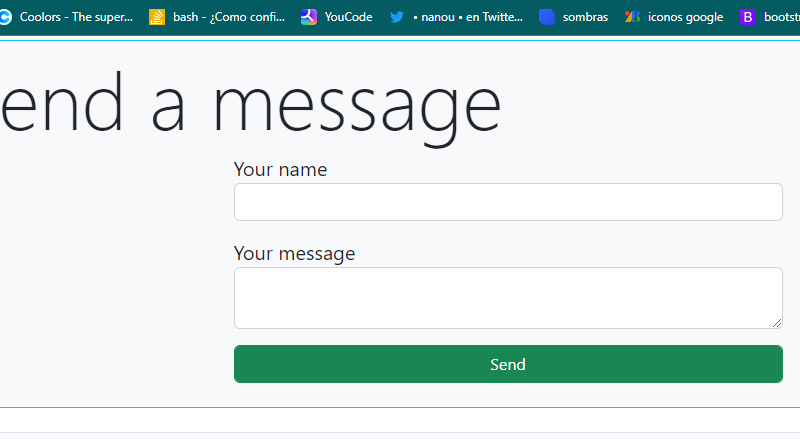 Coolors - The super... bash - ¿Como confi... YouCode • nanou • en Twitte... sombras iconos google B bootstr
end a message
Your name
Your message
Send